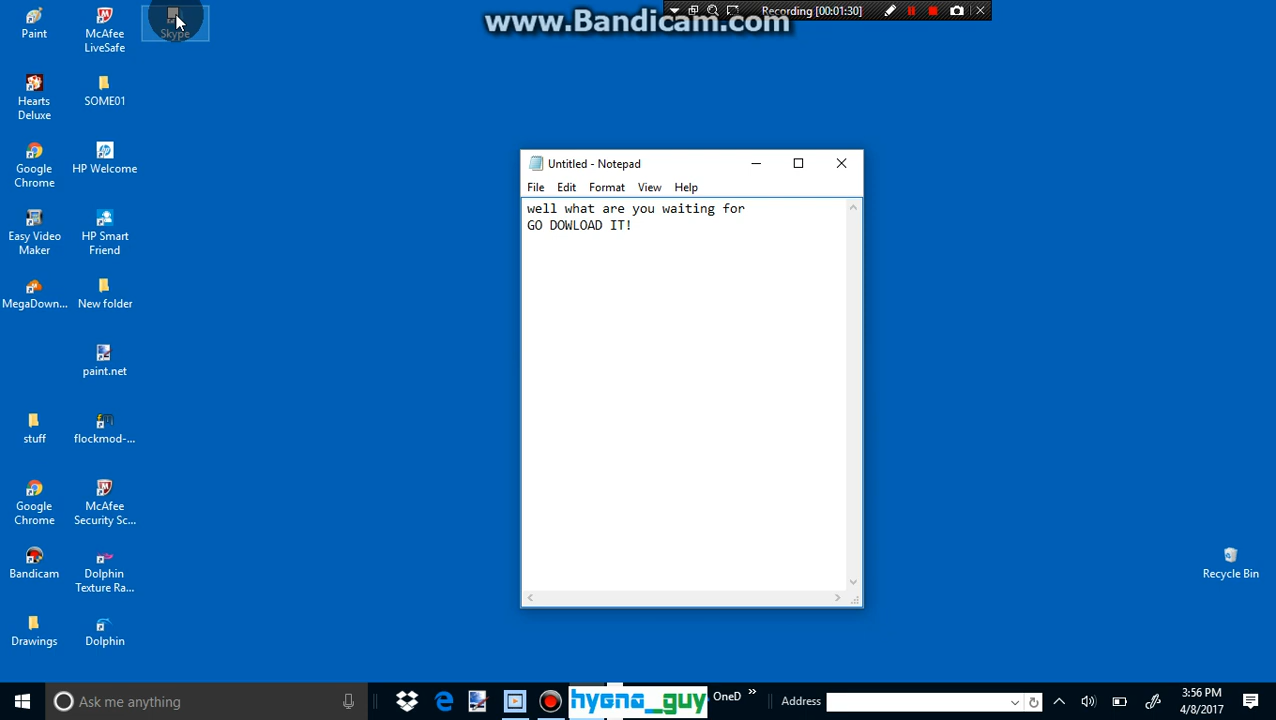 www.Bandicam.com
Recording [00:01:30]
Paint
McAfee LiveSafe
Skype
Hearts Deluxe
SOME01
Google Chrome
HP Welcome
Easy Video Maker
HP Smart Friend
MegaDown...
New folder
paint.net
stuff
flockmod-...
Google Chrome
McAfee Security Sc...
Bandicam
Dolphin Texture Ra...
Drawings
Dolphin
Recycle Bin
Untitled - Notepad
File Edit Format View Help
well what are you waiting for
GO DOWLOAD IT!
Ask me anything
hygna_guy
OneD
Address
3:56 PM
4/8/2017